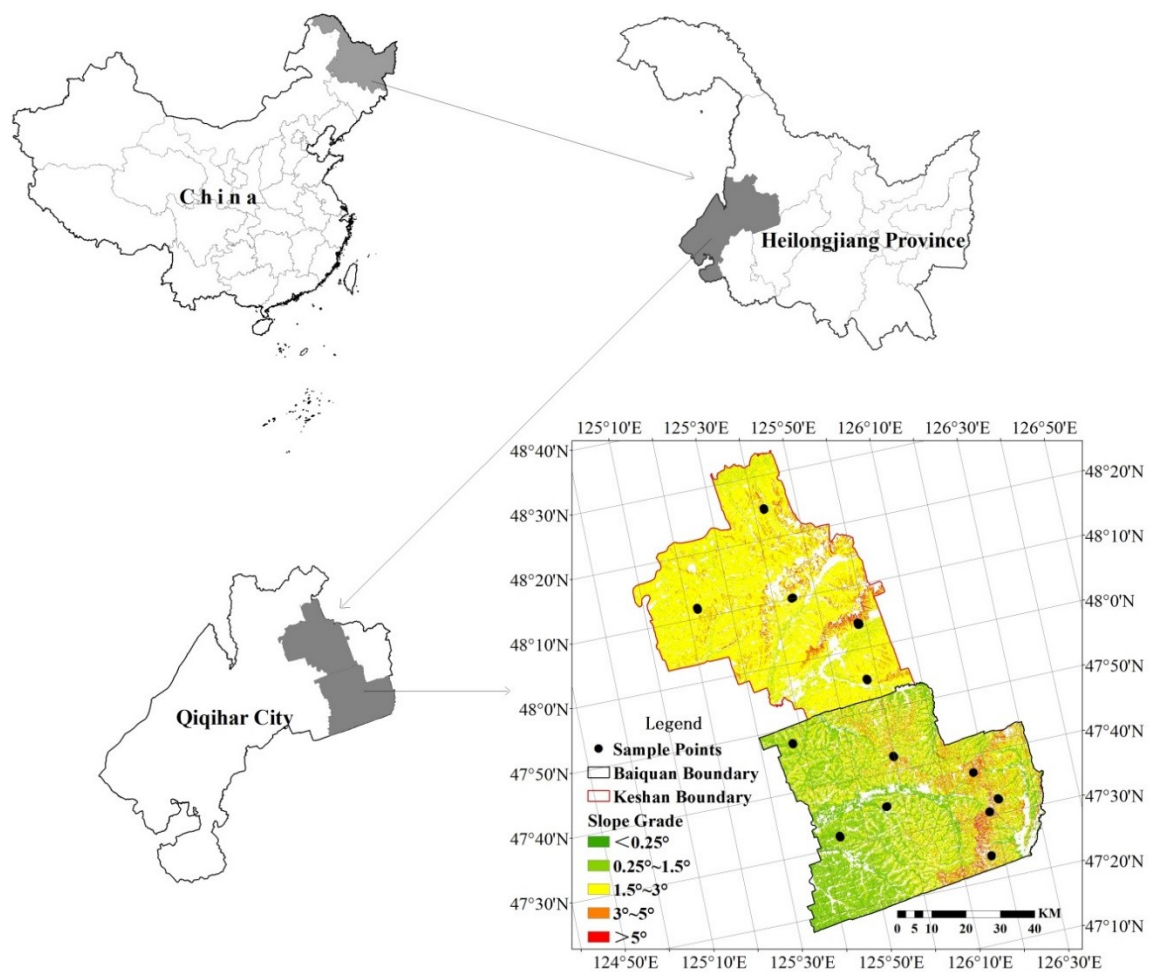 China
Heilongjiang Province
Qiqihar City
125°10'E 125°30'E 125°50'E 126°10'E 126°30'E 126°50'E
48°40'N
48°30'N
48°20'N
48°10'N
48°0'N
47°50'N
47°40'N
47°30'N
48°20'N
48°10'N
48°0'N
47°50'N
47°40'N
47°30'N
47°20'N
47°10'N
Legend
Sample Points
Baiquan Boundary
Keshan Boundary
Slope Grade
<0.25°
0.25°~1.5°
1.5°~3°
3°~5°
>5°
KM
0 5 10 20 30 40
124°50'E 125°10'E 125°30'E 125°50'E 126°10'E 126°30'E